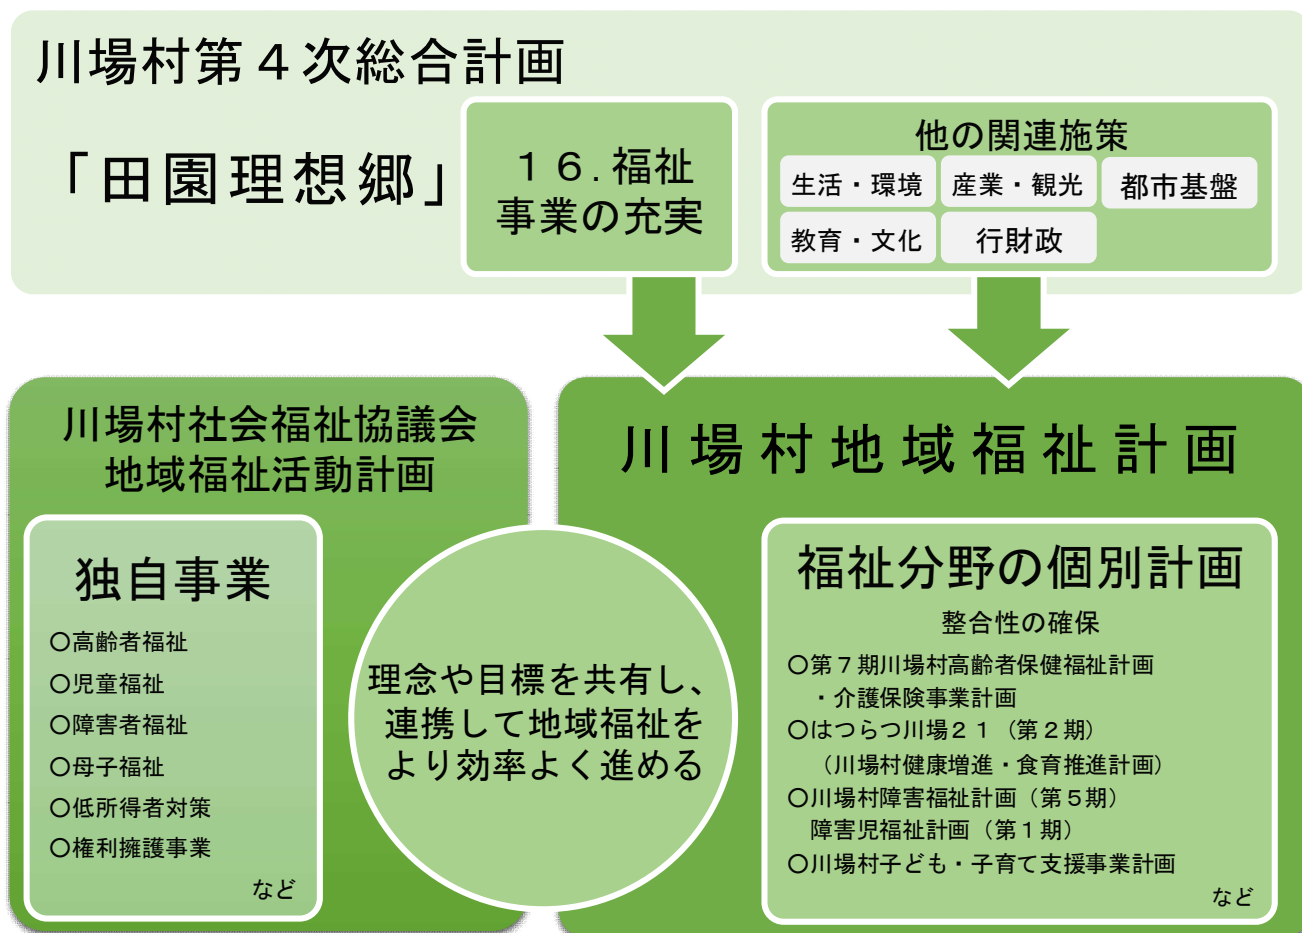 川場村第４次総合計画
「田園理想郷」
１６.福祉
事業の充実
他の関連施策
生活・環境
産業・観光
都市基盤
教育・文化
行財政
川場村社会福祉協議会
地域福祉活動計画
独自事業
〇高齢者福祉
〇児童福祉
〇障害者福祉
〇母子福祉
〇低所得者対策
〇権利擁護事業
など
理念や目標を共有し、
連携して地域福祉を
より効率よく進める
川場村地域福祉計画
福祉分野の個別計画
整合性の確保
〇第７期川場村高齢者保健福祉計画
・介護保険事業計画
〇はつらつ川場２１（第２期）
（川場村健康増進・食育推進計画）
〇川場村障害福祉計画（第５期）
障害児福祉計画（第１期）
〇川場村子ども・子育て支援事業計画
など